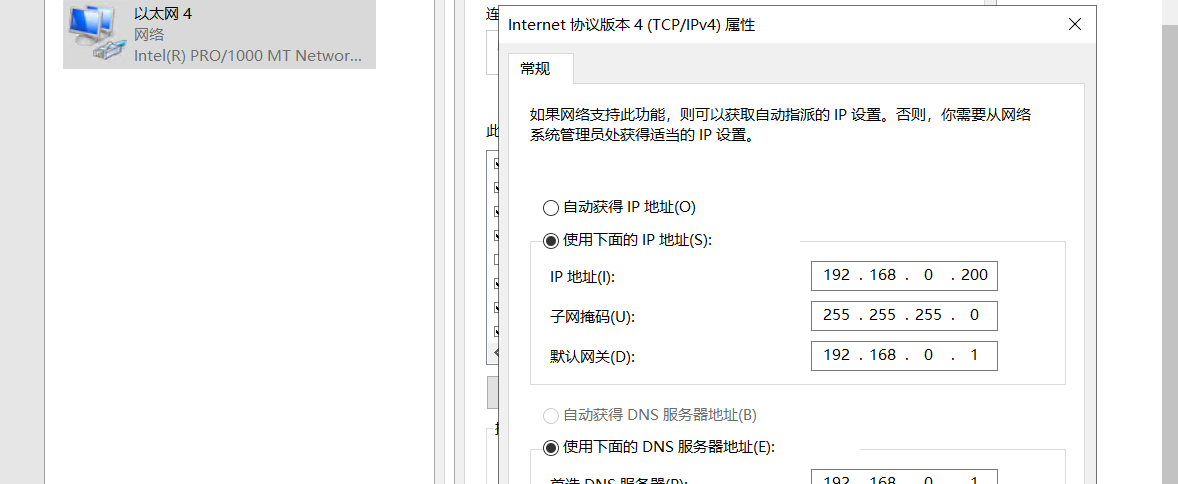 以太网 4
网络
Intel(R) PRO/1000 MT Networ...
连
此
Internet 协议版本 4 (TCP/IPv4) 属性
常规
如果网络支持此功能，则可以获取自动指派的 IP 设置。否则，你需要从网络
系统管理员处获得适当的 IP 设置。
自动获得 IP 地址(O)
使用下面的 IP 地址(S):
IP 地址(I): 192 . 168 . 0 . 200
子网掩码(U): 255 . 255 . 255 . 0
默认网关(D): 192 . 168 . 0 . 1
自动获得 DNS 服务器地址(B)
使用下面的 DNS 服务器地址(E):
首选 DNS 服务器(P): 192 . 168 . 0 . 1